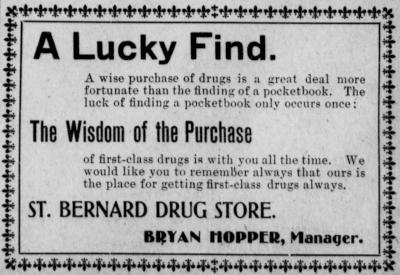 A Lucky Find.
A wise purchase of drugs is a great deal more
fortunate than the finding of a pocketbook. The
luck of finding a pocketbook only occurs once;
The Wisdom of the Purchase
of first-class drugs is with you all the time. We
would like you to remember always that ours is
the place for getting first-class drugs always.
ST. BERNARD DRUG STORE.
BRYAN HOPPER, Manager.